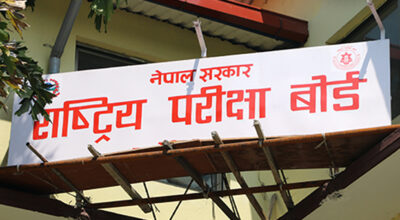 नेपाल सरकार
राष्ट्रिय परीक्षा बोर्ड